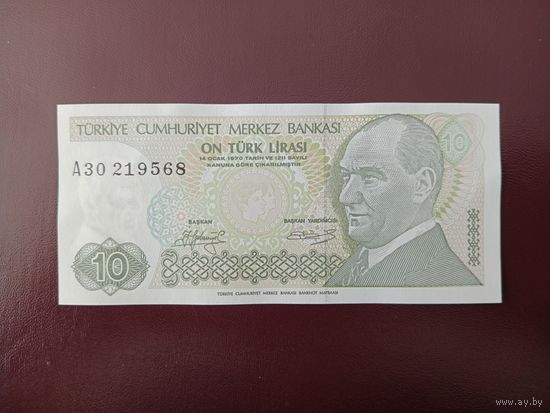 TÜRKİYE CUMHURİYET MERKEZ BANKASI
ON TÜRK LİRASI
14 OCAK 1970 TARİH VE 1211 SAYILI
KANUNA GÖRE ÇIKARILMIŞTIR
10
A30 219568
BAŞKAN
BAŞKAN YARDIMCISI
10
TÜRKİYE CUMHURİYET MERKEZ BANKASI BANKNOT MATBAASI
www.ay.by